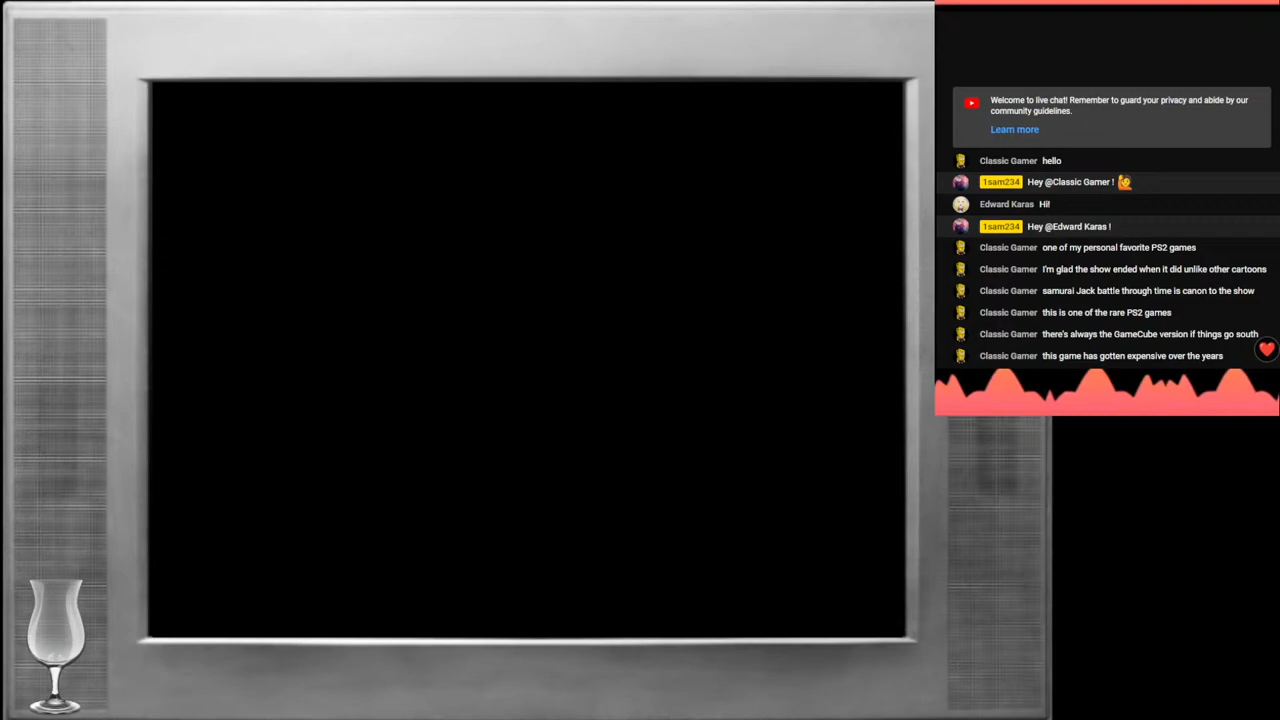 Welcome to live chat! Remember to guard your privacy and abide by our
community guidelines.
Learn more
Classic Gamer hello
1sam234 Hey @Classic Gamer !
Edward Karas Hi!
1sam234 Hey @Edward Karas !
Classic Gamer one of my personal favorite PS2 games
Classic Gamer I'm glad the show ended when it did unlike other cartoons
Classic Gamer samurai Jack battle through time is canon to the show
Classic Gamer this is one of the rare PS2 games
Classic Gamer there's always the GameCube version if things go south
Classic Gamer this game has gotten expensive over the years